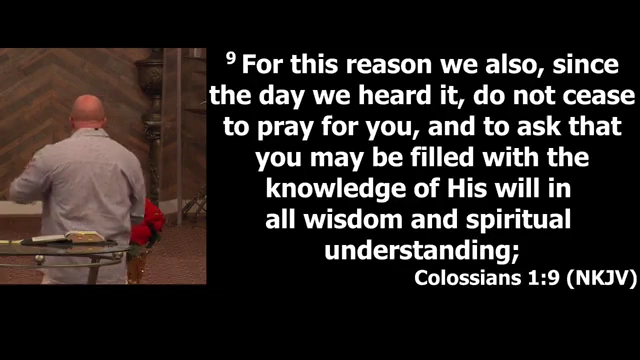 9 For this reason we also, since
the day we heard it, do not cease
to pray for you, and to ask that
you may be filled with the
knowledge of His will in
all wisdom and spiritual
understanding;
Colossians 1:9 (NKJV)